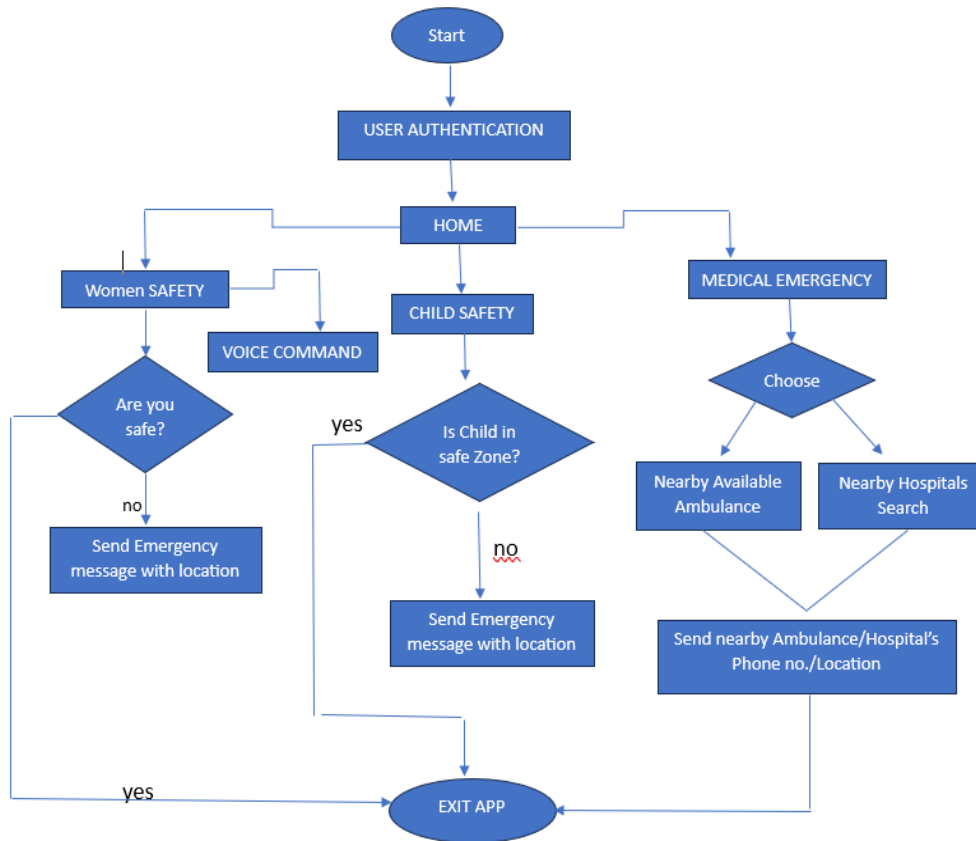 Start
USER AUTHENTICATION
HOME
Women SAFETY
VOICE COMMAND
CHILD SAFETY
MEDICAL EMERGENCY
Are you
safe?
yes
Is Child in
safe Zone?
Choose
Nearby Available
Ambulance
Nearby Hospitals
Search
no
Send Emergency
message with location
no
Send Emergency
message with location
Send nearby Ambulance/Hospital's
Phone no./Location
yes
EXIT APP